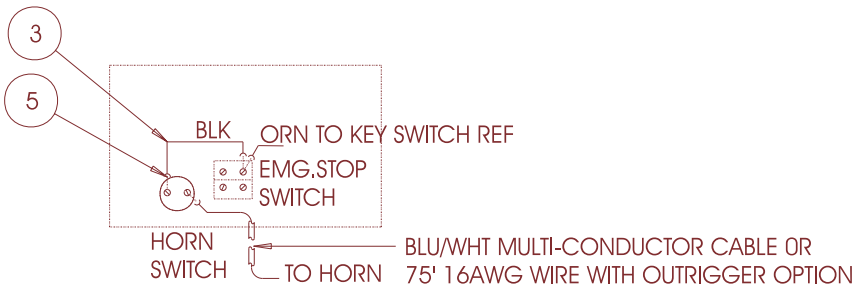 3
5
BLK
ORN TO KEY SWITCH REF
EMG.STOP
SWITCH
HORN
SWITCH
TO HORN
BLU/WHT MULTI-CONDUCTOR CABLE OR
75' 16AWG WIRE WITH OUTRIGGER OPTION